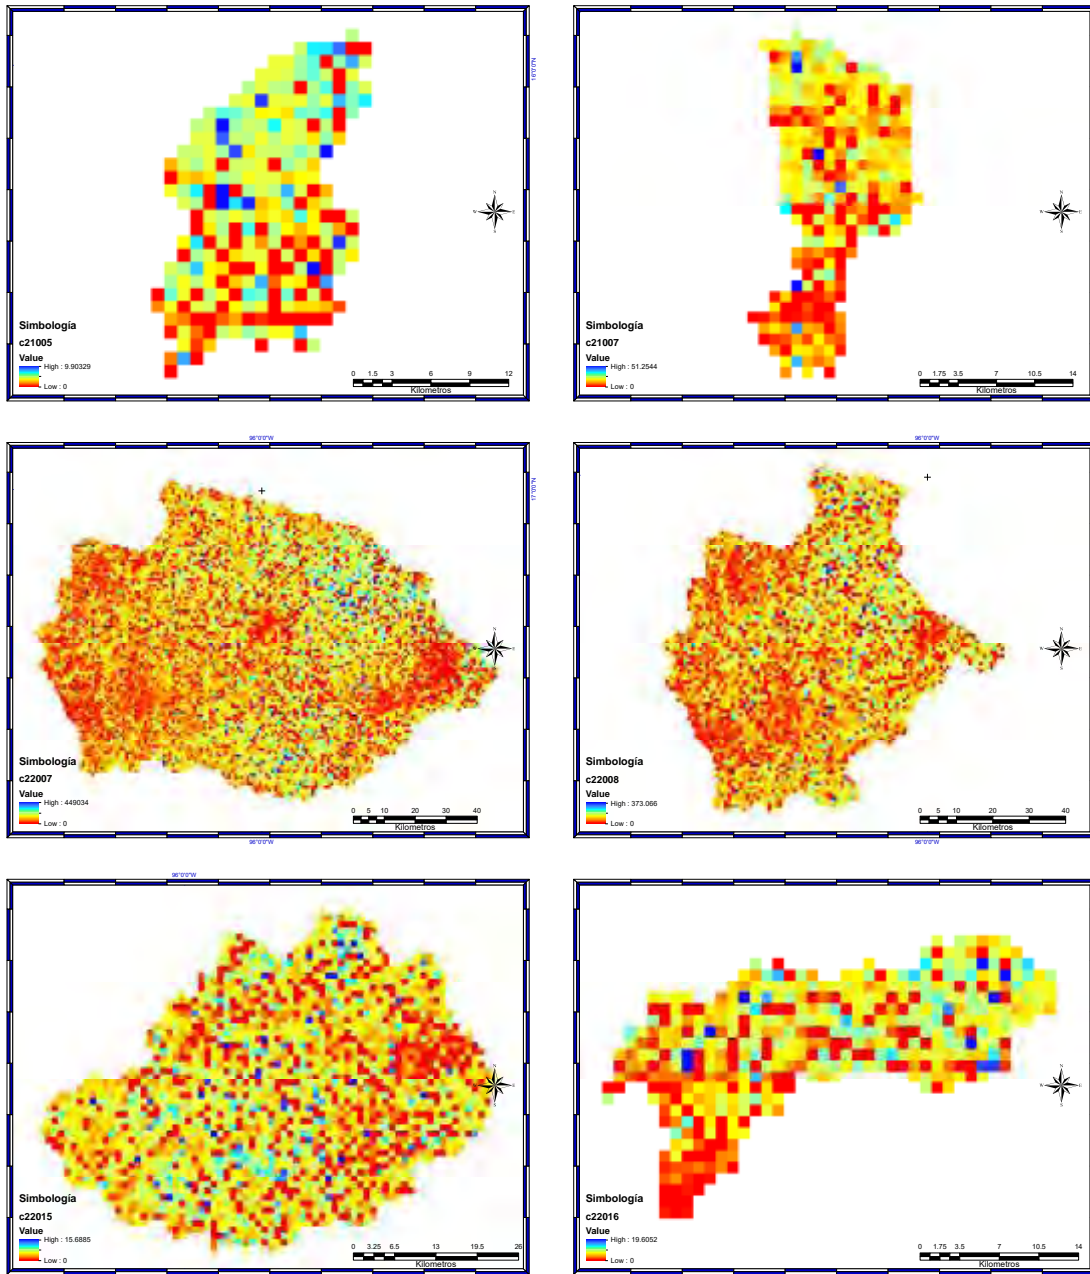 16°0'0"N
Simbología
c21005
Value
High : 9.90329
Low : 0
0 1.5 3 6 9 12
Kilometros
N
W E
S
Simbología
c21007
Value
High : 51.2544
Low : 0
0 1.75 3.5 7 10.5 14
Kilometros
N
W E
S
96°0'0"W
17°0'0"N
Simbología
c22007
Value
High : 449034
Low : 0
0 5 10 20 30 40
Kilometros
N
W E
S
96°0'0"W
96°0'0"W
Simbología
c22008
Value
High : 373.066
Low : 0
0 5 10 20 30 40
Kilometros
N
W E
S
96°0'0"W
96°0'0"W
Simbología
c22015
Value
High : 15.6885
Low : 0
0 3.25 6.5 13 19.5 26
Kilometros
N
W E
S
Simbología
c22016
Value
High : 19.6052
Low : 0
0 1.75 3.5 7 10.5 14
Kilometros
N
W E
S